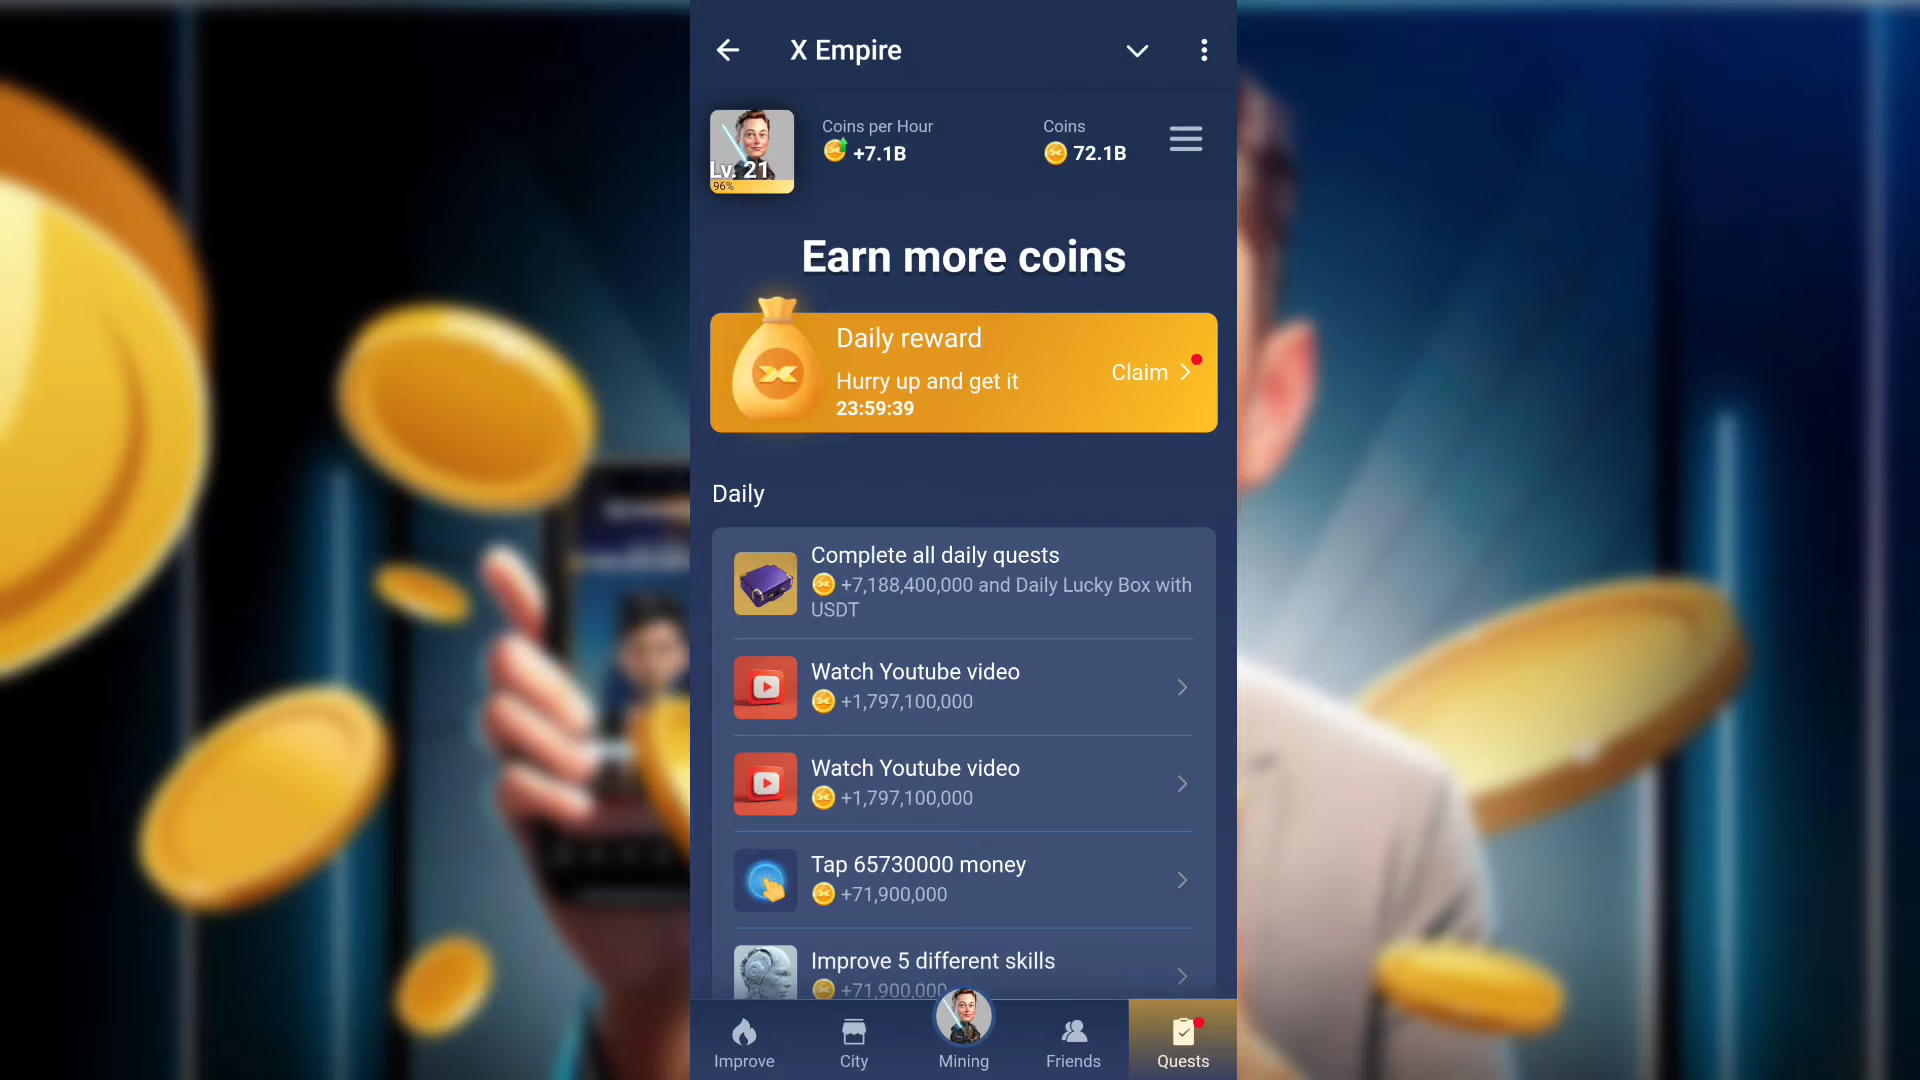 X Empire
Coins per Hour
+7.1B
Coins
72.1B
Lv. 21
96%
Earn more coins
Daily reward
Hurry up and get it
23:59:39
Claim
Daily
Complete all daily quests
+7,188,400,000 and Daily Lucky Box with
USDT
Watch Youtube video
+1,797,100,000
Watch Youtube video
+1,797,100,000
Tap 65730000 money
+71,900,000
Improve 5 different skills
+71,900,000
Improve
City
Mining
Friends
Quests